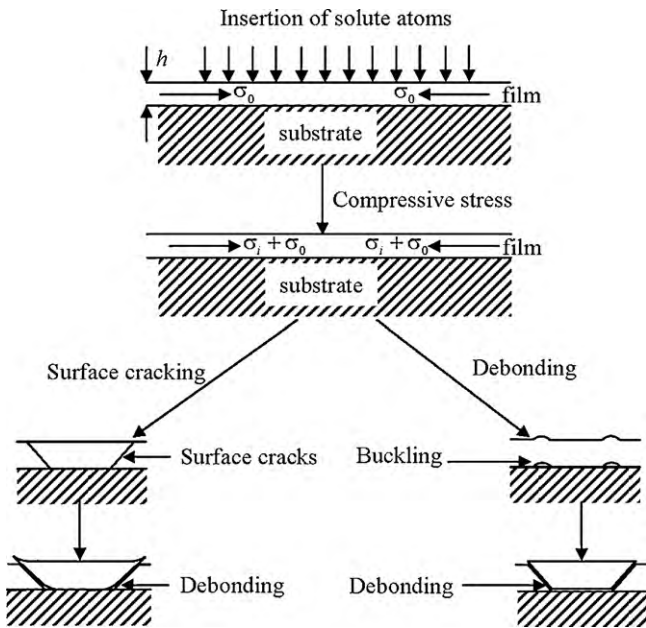 Insertion of solute atoms
h
σ₀ σ₀ film
substrate
Compressive stress
σᵢ + σ₀ σᵢ + σ₀ film
substrate
Surface cracking Debonding
Surface cracks Buckling
Debonding Debonding